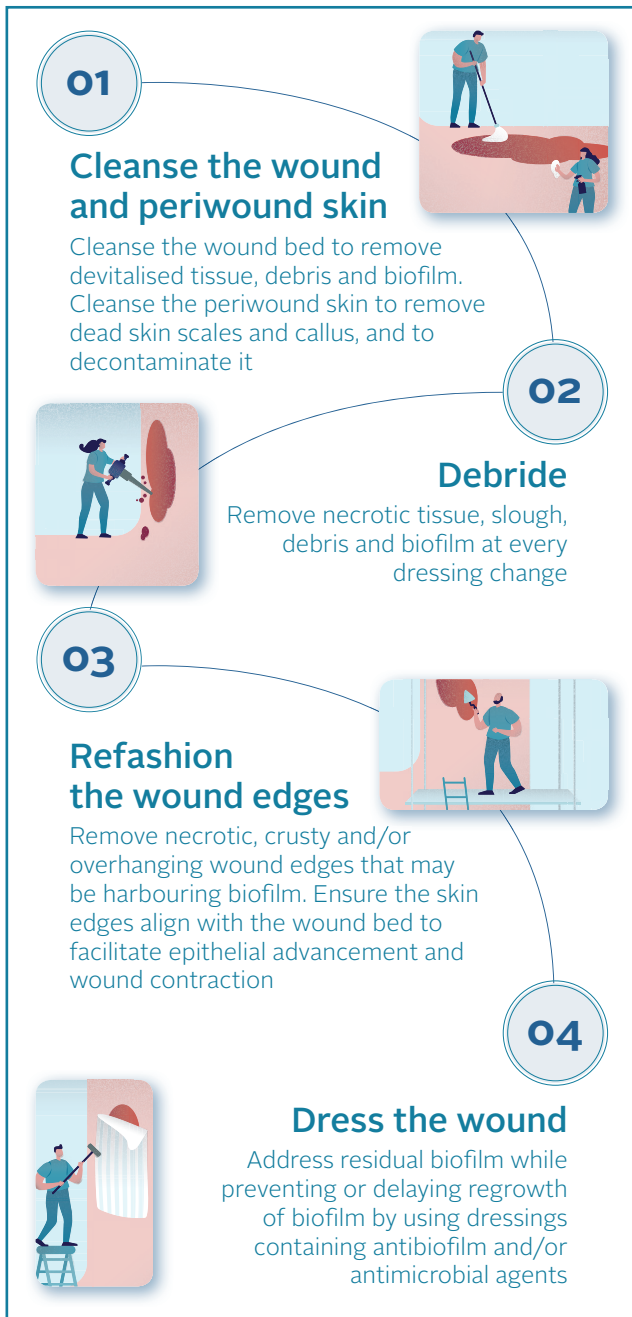 01
Cleanse the wound
and periwound skin
Cleanse the wound bed to remove
devitalised tissue, debris and biofilm.
Cleanse the periwound skin to remove
dead skin scales and callus, and to
decontaminate it
02
Debride
Remove necrotic tissue, slough,
debris and biofilm at every
dressing change
03
Refashion
the wound edges
Remove necrotic, crusty and/or
overhanging wound edges that may
be harbouring biofilm. Ensure the skin
edges align with the wound bed to
facilitate epithelial advancement and
wound contraction
04
Dress the wound
Address residual biofilm while
preventing or delaying regrowth
of biofilm by using dressings
containing antibiofilm and/or
antimicrobial agents